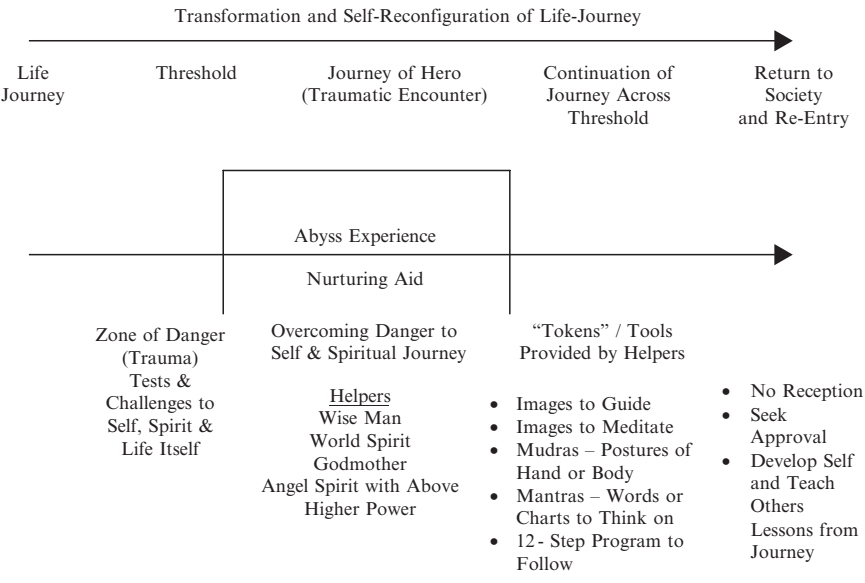 Transformation and Self-Reconfiguration of Life-Journey
Life
Journey
Threshold
Journey of Hero
(Traumatic Encounter)
Continuation of
Journey Across
Threshold
Return to
Society
and Re-Entry
Abyss Experience
Nurturing Aid
Zone of Danger
(Trauma)
Tests &
Challenges to
Self, Spirit &
Life Itself
Overcoming Danger to
Self & Spiritual Journey
Helpers
Wise Man
World Spirit
Godmother
Angel Spirit with Above
Higher Power
“Tokens” / Tools
Provided by Helpers
• Images to Guide
• Images to Meditate
• Mudras – Postures of
Hand or Body
• Mantras – Words or
Charts to Think on
• 12- Step Program to
Follow
• No Reception
• Seek
Approval
• Develop Self
and Teach
Others
Lessons from
Journey